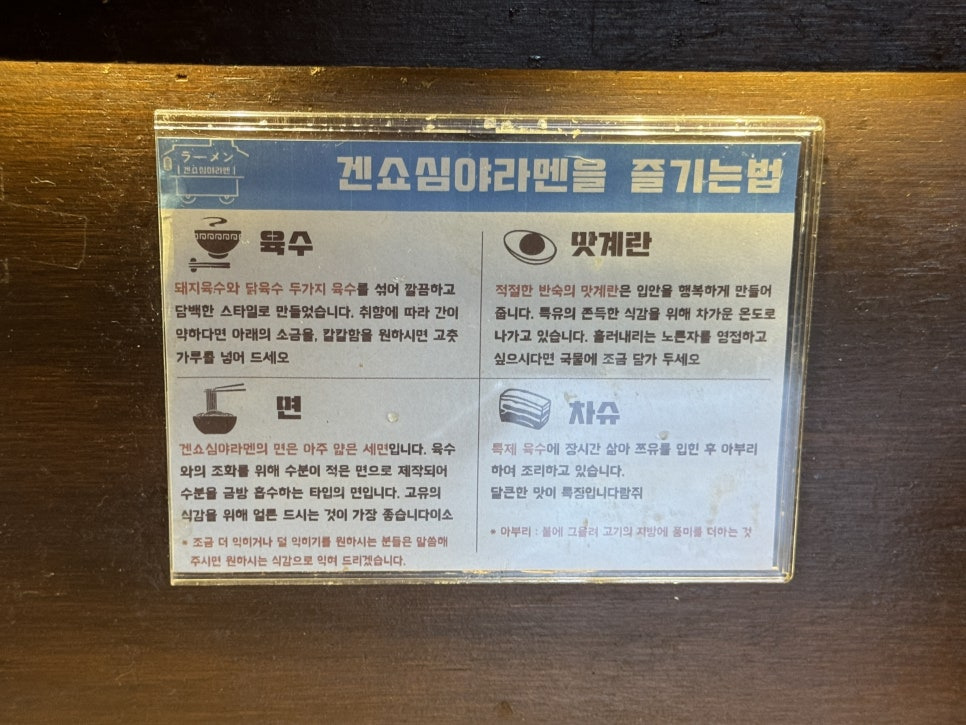 ラーメン
겐쇼심야라멘
겐쇼심야라멘을 즐기는법
육수
돼지육수와 닭육수 두가지 육수를 섞어 깔끔하고
담백한 스타일로 만들었습니다. 취향에 따라 간이
약하다면 아래의 소금을, 칼칼함을 원하시면 고춧
가루를 넣어 드세오
맛계란
적절한 반숙의 맛계란은 입안을 행복하게 만들어
줍니다. 특유의 쫀득한 식감을 위해 차가운 온도로
나가고 있습니다. 흘러내리는 노른자를 영접하고
싶으시다면 국물에 조금 담가 두세오
면
겐쇼심야라멘의 면은 아주 얇은 세면입니다. 육수
와의 조화를 위해 수분이 적은 면으로 제작되어
수분을 금방 흡수하는 타입의 면입니다. 고유의
식감을 위해 얼른 드시는 것이 가장 좋습니다이소
* 조금 더 익히거나 덜 익히기를 원하시는 분들은 말씀해
주시면 원하시는 식감으로 익혀 드리겠습니다.
차슈
특제 육수에 장시간 삶아 쯔유를 입힌 후 아부리
하여 조리하고 있습니다.
달큰한 맛이 특징입니다람쥐
* 아부리 : 불에 그을려 고기의 지방에 풍미를 더하는 것